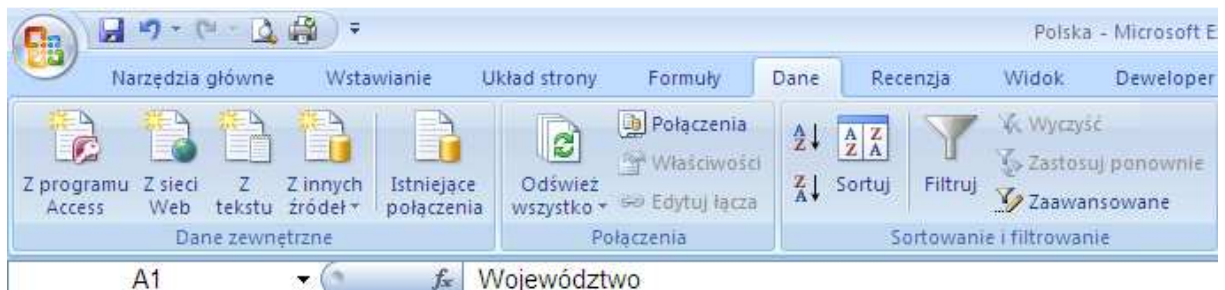 Polska - Microsoft E
Narzędzia główne Wstawianie Układ strony Formuły Dane Recenzja Widok Deweloper
Z programu Access
Z sieci Web
Z tekstu
Z innych źródeł
Istniejące połączenia
Dane zewnętrzne
Odśwież wszystko
Połączenia
Właściwości
Edytuj łącza
Połączenia
A Z
Z A
A Z
Z A
Sortuj
Filtruj
Wyczyść
Zastosuj ponownie
Zaawansowane
Sortowanie i filtrowanie
A1 fx Województwo